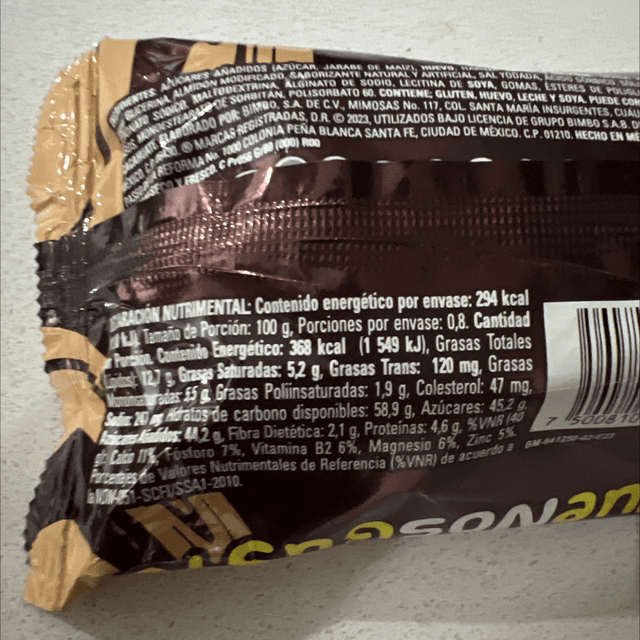 AZÚCARES AÑADIDOS (AZÚCAR, JARABE DE MAÍZ), HUEVO,
GLICERINA, ALMIDÓN MODIFICADO, SABORIZANTE NATURAL Y ARTIFICIAL, SAL YODADA,
SÓDICO, MALTODEXTRINA, ALGINATO DE SODIO, LECITINA DE SOYA, GOMAS, ÉSTERES DE
MONOESTEARATO DE SORBITÁN, POLISORBATO 60. CONTIENE: GLUTEN, HUEVO, LECHE Y SOYA. PUEDE
ELABORADO POR: BIMBO, S.A. DE C.V., MIMOSAS No. 117, COL. SANTA MARÍA INSURGENTES,
® MARCAS REGISTRADAS, D.R. © 2023, UTILIZADOS BAJO LICENCIA DE GRUPO BIMBO S.A.B.
REFORMA No. 1000 COLONIA PEÑA BLANCA SANTA FE, CIUDAD DE MÉXICO. C.P. 01210. HECHO EN
Y FRESCO.
NUTRIMENTAL: Contenido energético por envase: 294 kcal
Tamaño de Porción: 100 g, Porciones por envase: 0,8. Cantidad
Porción. Contenido Energético: 368 kcal (1 549 kJ), Grasas Totales
12,7 g, Grasas Saturadas: 5,2 g, Grasas Trans: 120 mg, Grasas
Grasas Poliinsaturadas: 1,9 g, Colesterol: 47 mg,
Hidratos de carbono disponibles: 58,9 g, Azúcares: 45,2 g,
44,2 g, Fibra Dietética: 2,1 g, Proteínas: 4,6 g, %VNR (40
Calcio 11%, Fósforo 7%, Vitamina B2 6%, Magnesio 6%, Zinc 5%.
de Valores Nutrimentales de Referencia (%VNR) de acuerdo a
la NOM-051-SCFI/SSA1-2010.
7 500810